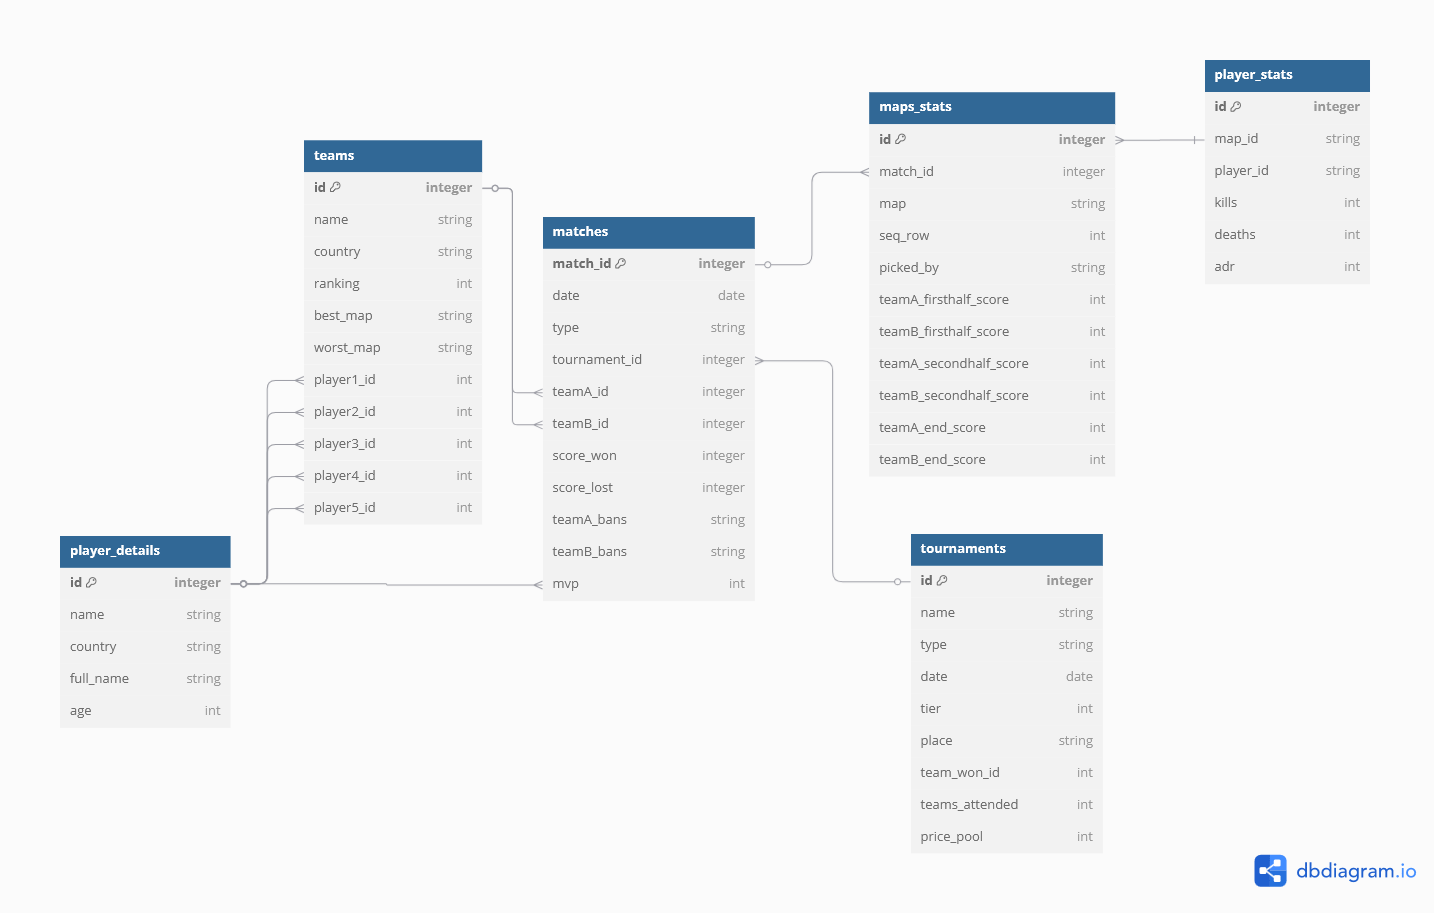 player_stats
id integer
map_id string
player_id string
kills int
deaths int
adr int
maps_stats
id integer
match_id integer
map string
seq_row int
picked_by string
teamA_firsthalf_score int
teamB_firsthalf_score int
teamA_secondhalf_score int
teamB_secondhalf_score int
teamA_end_score int
teamB_end_score int
teams
id integer
name string
country string
ranking int
best_map string
worst_map string
player1_id int
player2_id int
player3_id int
player4_id int
player5_id int
matches
match_id integer
date date
type string
tournament_id integer
teamA_id integer
teamB_id integer
score_won integer
score_lost integer
teamA_bans string
teamB_bans string
mvp int
player_details
id integer
name string
country string
full_name string
age int
tournaments
id integer
name string
type string
date date
tier int
place string
team_won_id int
teams_attended int
price_pool int
dbdiagram.io